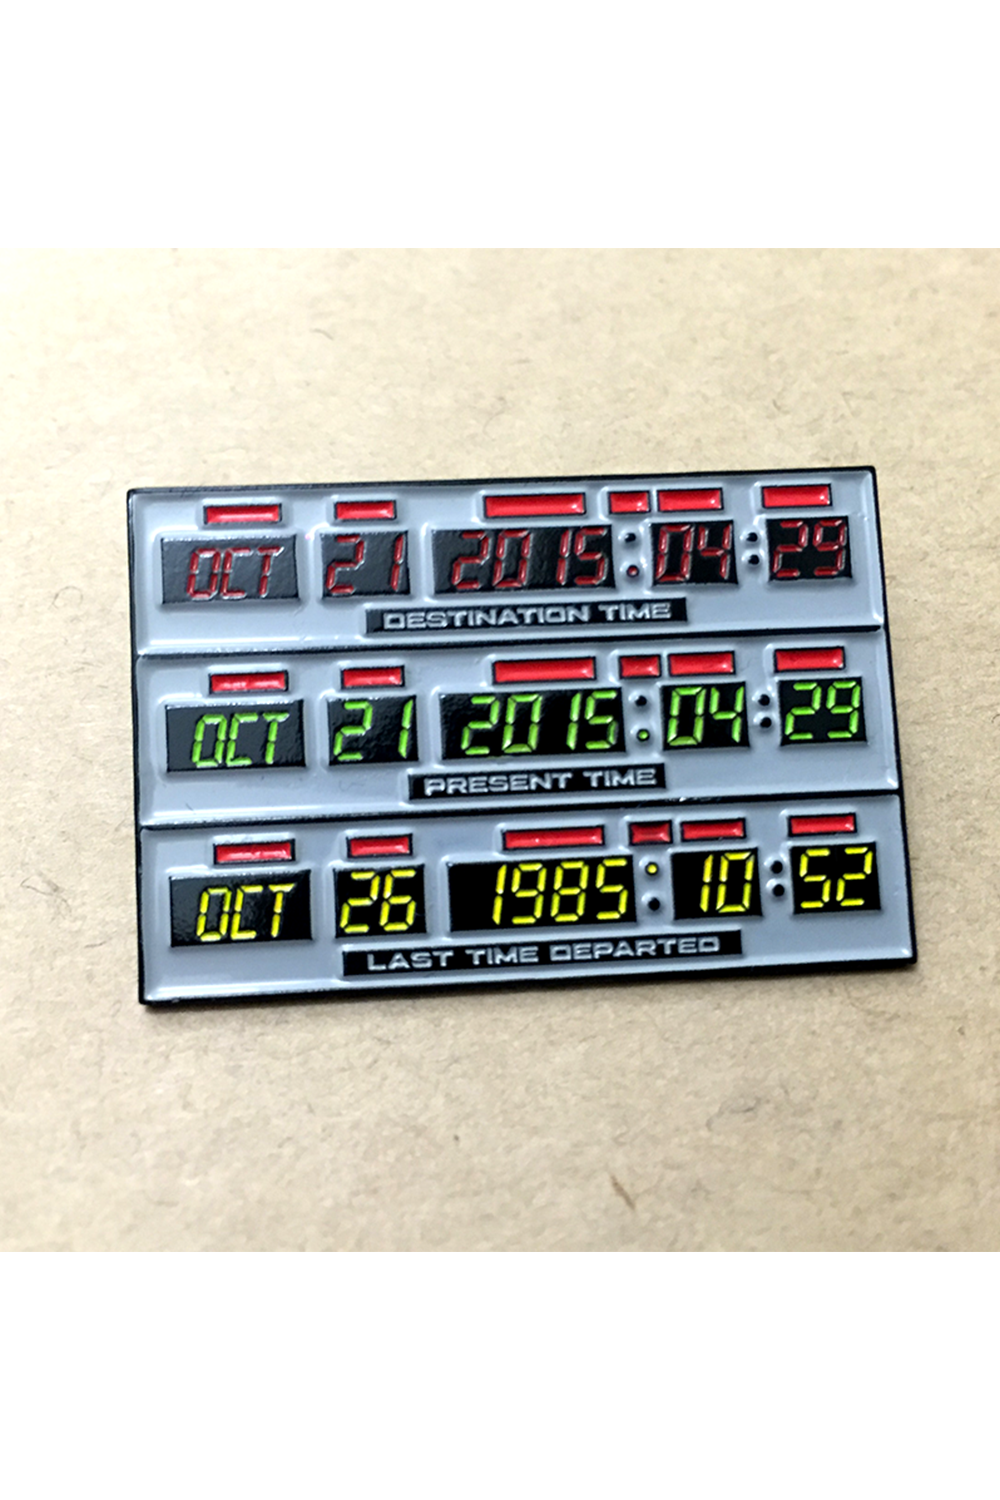 OCT 21 2015 04:29
DESTINATION TIME
OCT 21 2015 04:29
PRESENT TIME
OCT 26 1985 10:52
LAST TIME DEPARTED